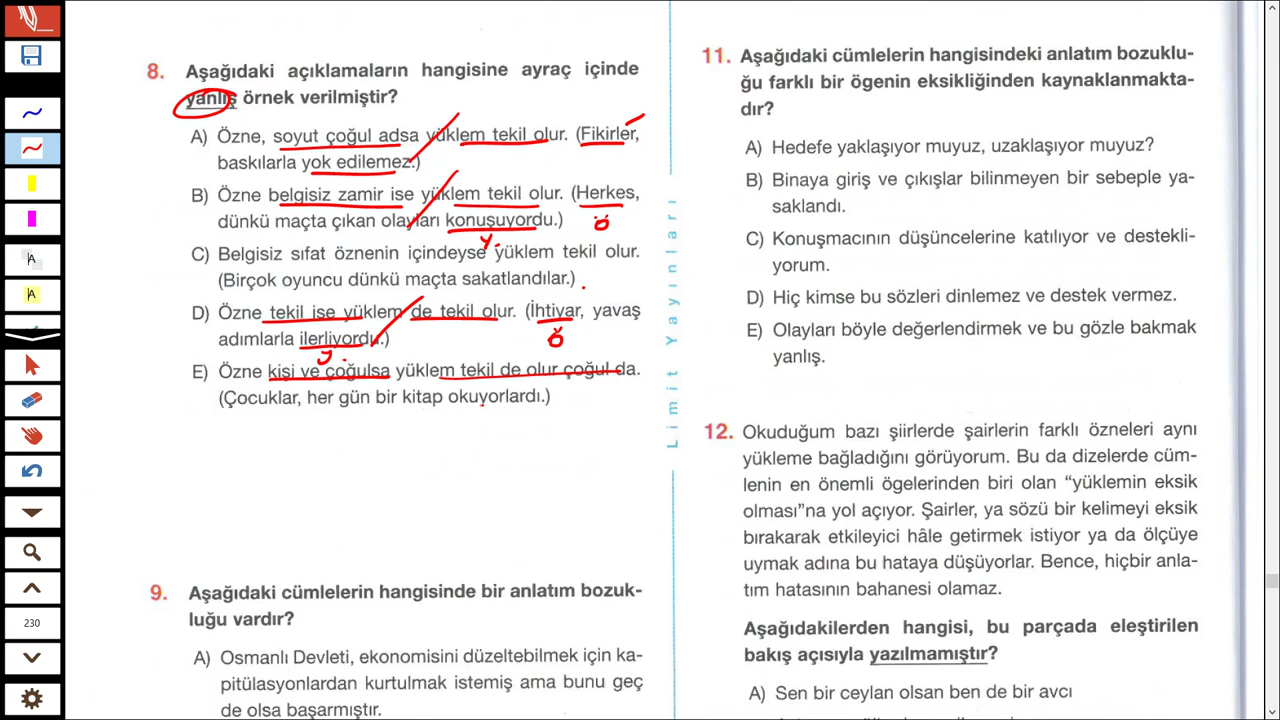 8. Aşağıdaki açıklamaların hangisine ayraç içinde
yanlış örnek verilmiştir?
A) Özne, soyut çoğul adsa yüklem tekil olur. (Fikirler,
baskılarla yok edilemez.)
B) Özne belgisiz zamir ise yüklem tekil olur. (Herkes,
dünkü maçta çıkan olayları konuşuyordu.)
ö
y.
C) Belgisiz sıfat öznenin içindeyse yüklem tekil olur.
(Birçok oyuncu dünkü maçta sakatlandılar.)
D) Özne tekil ise yüklem de tekil olur. (İhtiyar, yavaş
adımlarla ilerliyordu.)
ö
y.
E) Özne kişi ve çoğulsa yüklem tekil de olur çoğul da.
(Çocuklar, her gün bir kitap okuyorlardı.)
9. Aşağıdaki cümlelerin hangisinde bir anlatım bozuk-
luğu vardır?
A) Osmanlı Devleti, ekonomisini düzeltebilmek için ka-
pitülasyonlardan kurtulmak istemiş ama bunu geç
de olsa başarmıştır.
Limit Yayınları
11. Aşağıdaki cümlelerin hangisindeki anlatım bozuklu-
ğu farklı bir ögenin eksikliğinden kaynaklanmakta-
dır?
A) Hedefe yaklaşıyor muyuz, uzaklaşıyor muyuz?
B) Binaya giriş ve çıkışlar bilinmeyen bir sebeple ya-
saklandı.
C) Konuşmacının düşüncelerine katılıyor ve destekli-
yorum.
D) Hiç kimse bu sözleri dinlemez ve destek vermez.
E) Olayları böyle değerlendirmek ve bu gözle bakmak
yanlış.
12. Okuduğum bazı şiirlerde şairlerin farklı özneleri aynı
yükleme bağladığını görüyorum. Bu da dizelerde cüm-
lenin en önemli ögelerinden biri olan “yüklemin eksik
olması”na yol açıyor. Şairler, ya sözü bir kelimeyi eksik
bırakarak etkileyici hâle getirmek istiyor ya da ölçüye
uymak adına bu hataya düşüyorlar. Bence, hiçbir anla-
tım hatasının bahanesi olamaz.
Aşağıdakilerden hangisi, bu parçada eleştirilen
bakış açısıyla yazılmamıştır?
A) Sen bir ceylan olsan ben de bir avcı
A
A
230